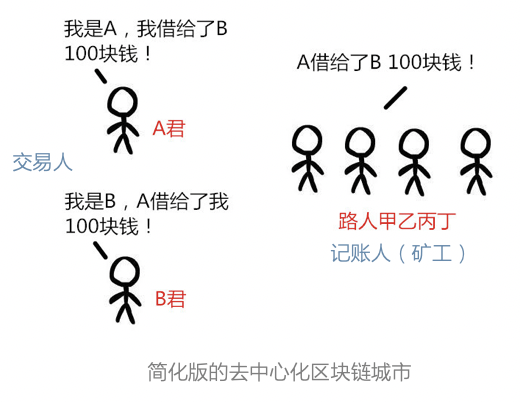 我是A，我借给了B
100块钱！
A君
交易人
我是B，A借给了我
100块钱！
B君
A借给了B 100块钱！
路人甲乙丙丁
记账人（矿工）
简化版的去中心化区块链城市